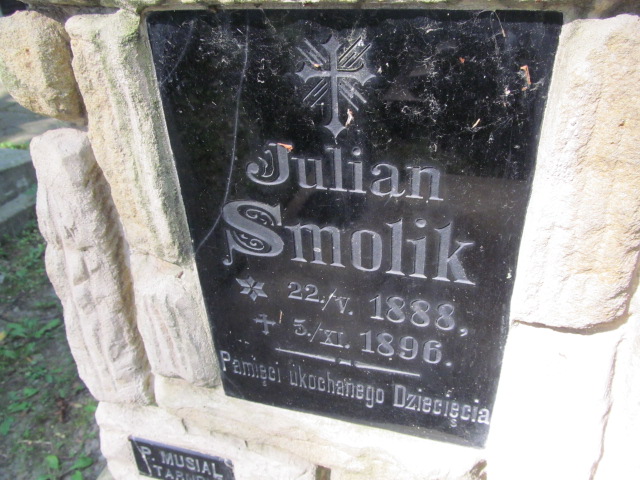 Julian
Smolik
22./V. 1888,
5./XI. 1896.
Pamięci Ukochanego Dziecięcia
P. MUSIAŁ